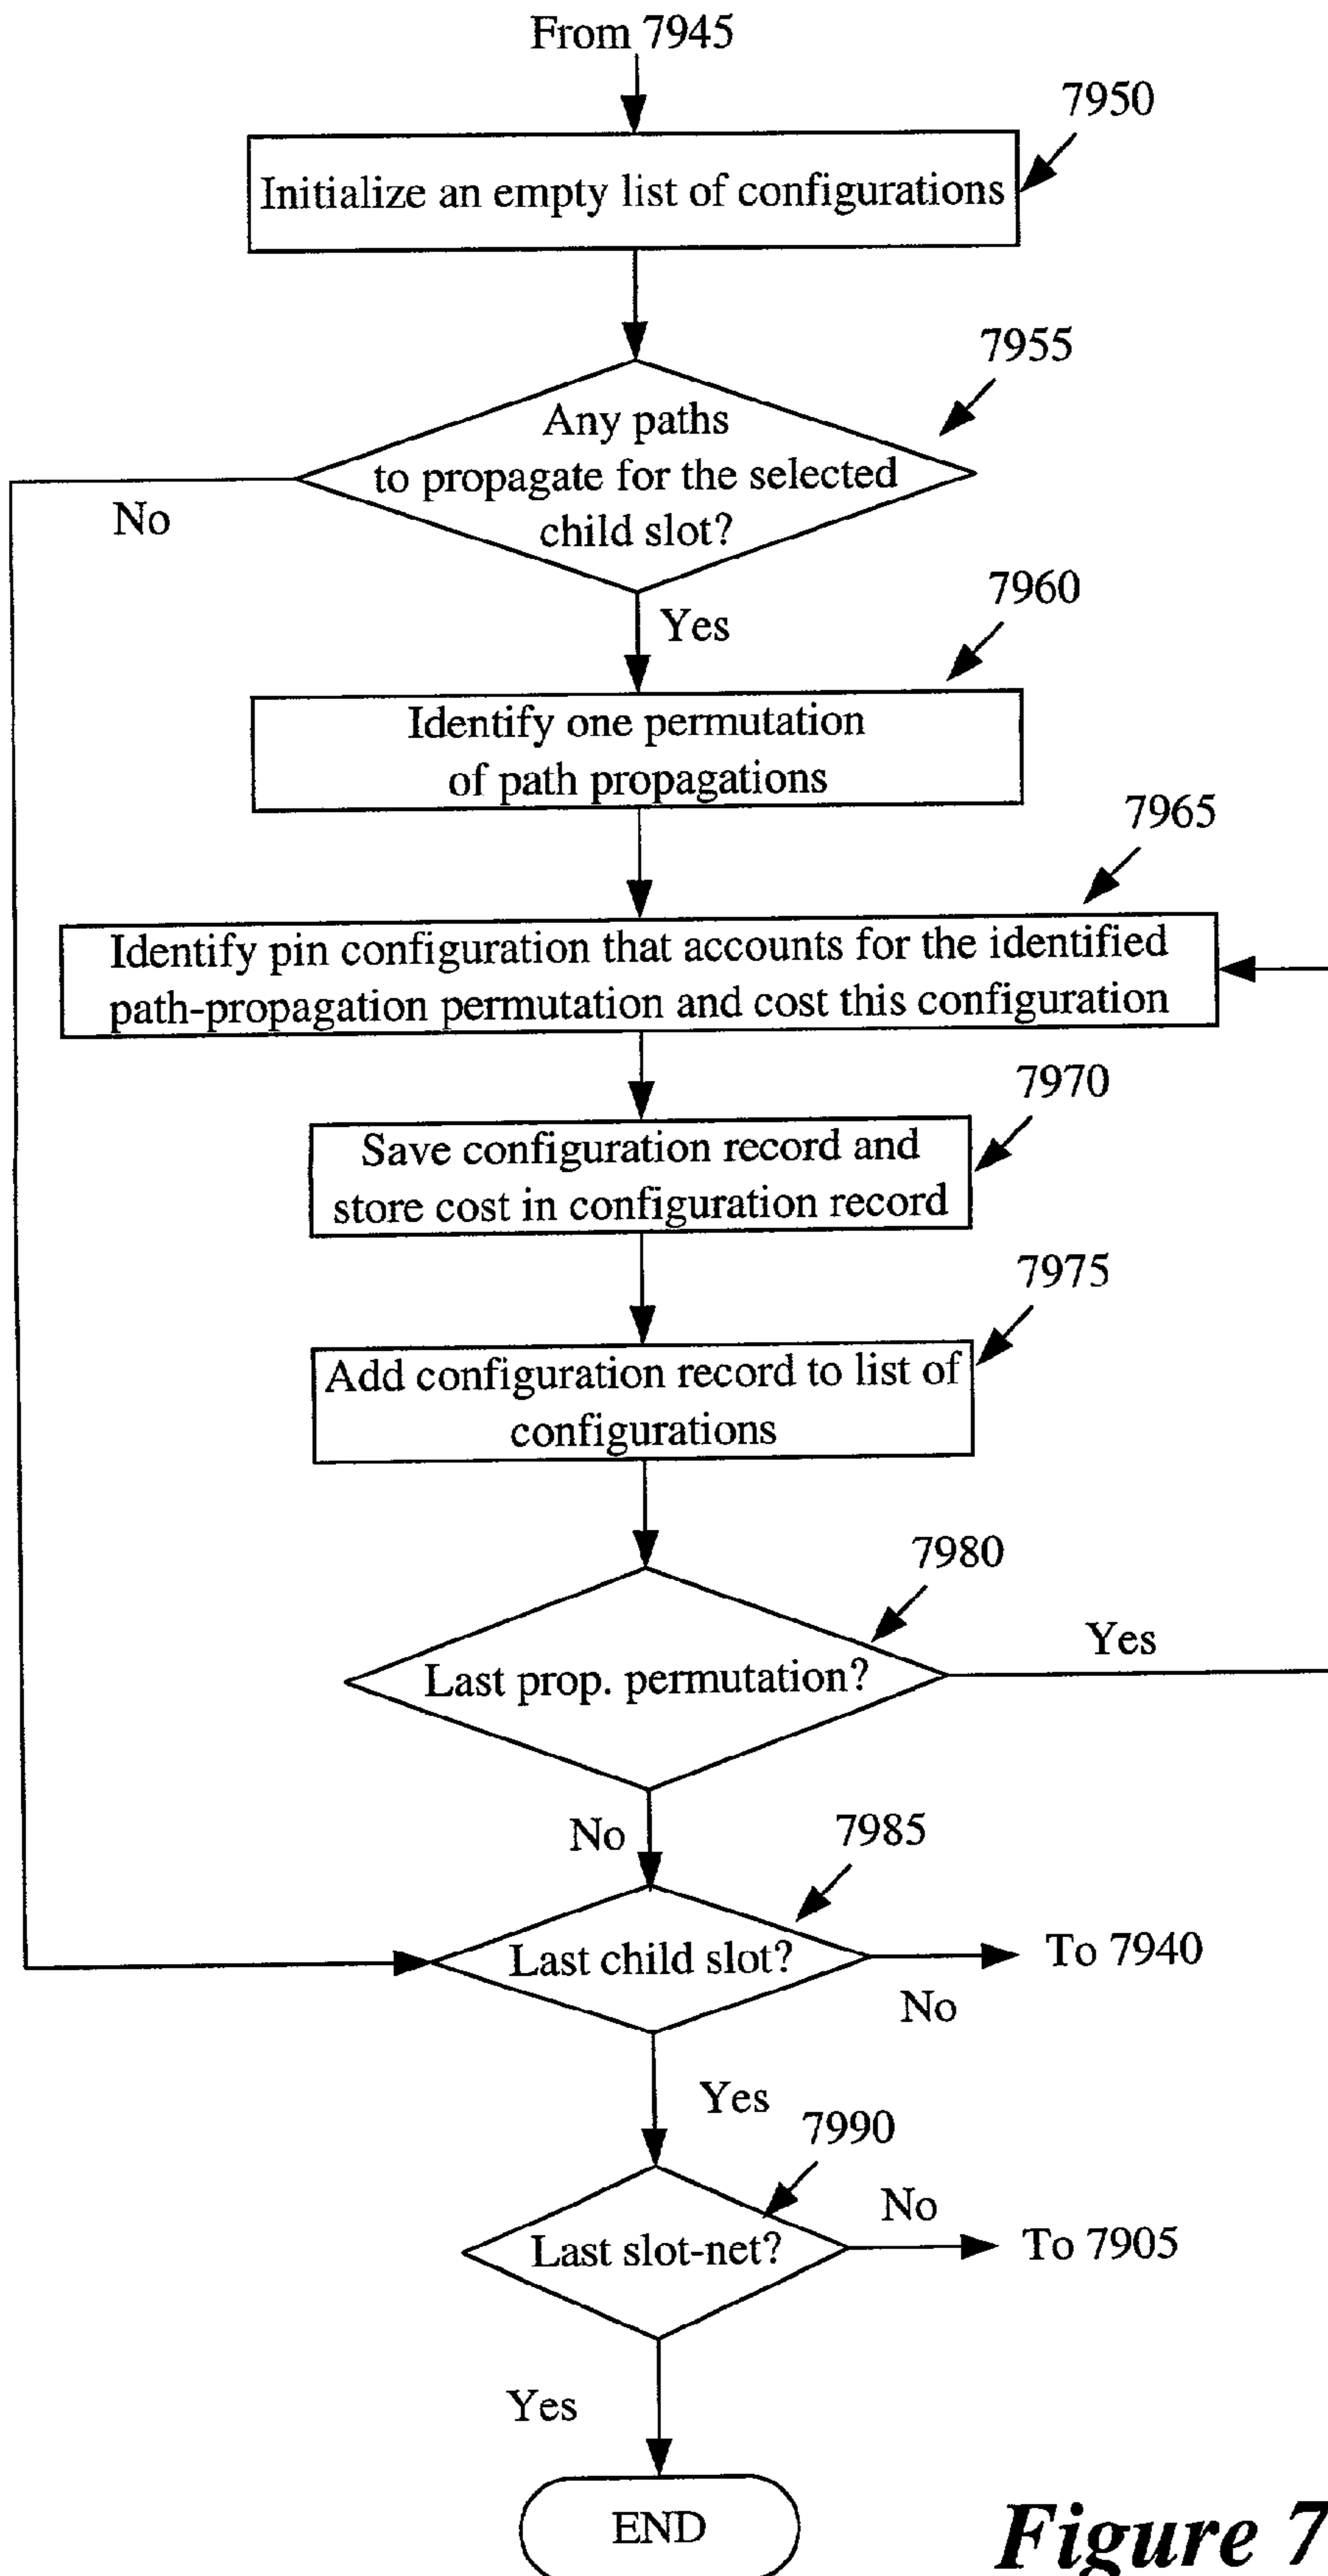 From 7945
7950
Initialize an empty list of configurations
7955
Any paths
to propagate for the selected
child slot?
No
7960
Yes
Identify one permutation
of path propagations
7965
Identify pin configuration that accounts for the identified
path-propagation permutation and cost this configuration
7970
Save configuration record and
store cost in configuration record
7975
Add configuration record to list of
configurations
7980
Last prop. permutation?
Yes
No
7985
Last child slot?
To 7940
No
Yes
7990
No
Last slot-net?
To 7905
Yes
END
Figure 7